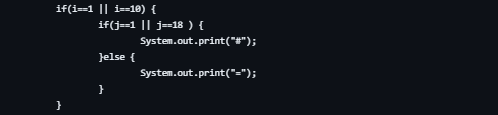 if(i==1 || i==10) {
if(j==1 || j==18 ) {
System.out.print("#");
}else {
System.out.print("=");
}
}